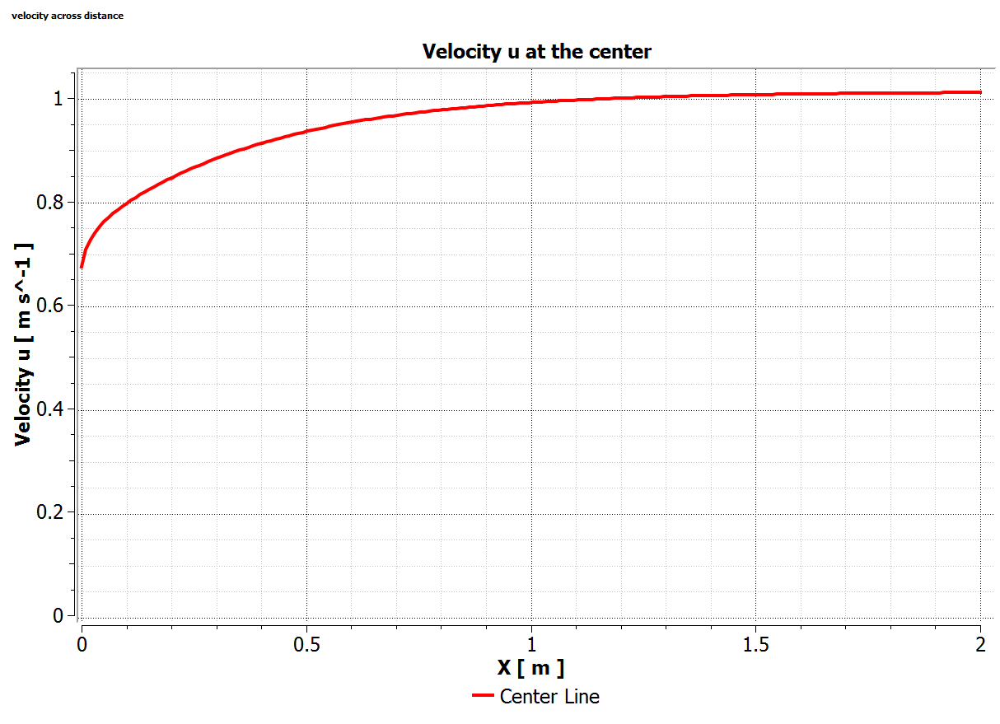 velocity across distance
Velocity u at the center
1
0.8
0.6
0.4
0.2
0
Velocity u [ m s^-1 ]
0 0.5 1 1.5 2
X [ m ]
Center Line